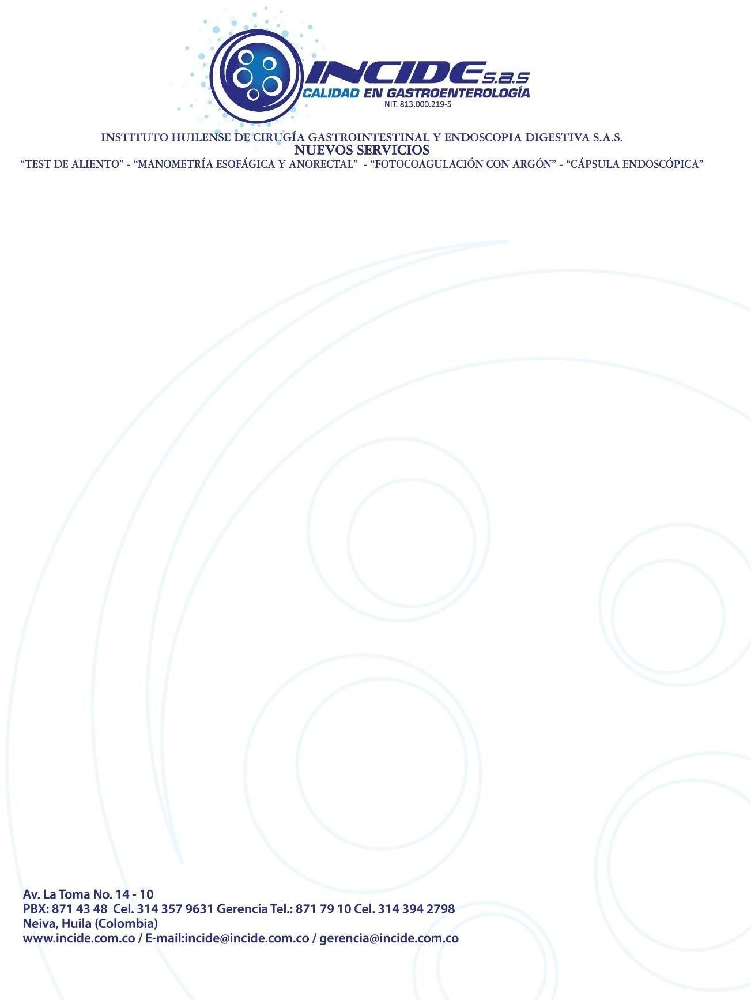 INCIDE s.a.s
CALIDAD EN GASTROENTEROLOGÍA
NIT. 813.000.219-5
INSTITUTO HUILENSE DE CIRUGÍA GASTROINTESTINAL Y ENDOSCOPIA DIGESTIVA S.A.S.
NUEVOS SERVICIOS
“TEST DE ALIENTO” - “MANOMETRÍA ESOFÁGICA Y ANORECTAL” - “FOTOCOAGULACIÓN CON ARGÓN” - “CÁPSULA ENDOSCÓPICA”
Av. La Toma No. 14 - 10
PBX: 871 43 48 Cel. 314 357 9631 Gerencia Tel.: 871 79 10 Cel. 314 394 2798
Neiva, Huila (Colombia)
www.incide.com.co / E-mail:incide@incide.com.co / gerencia@incide.com.co